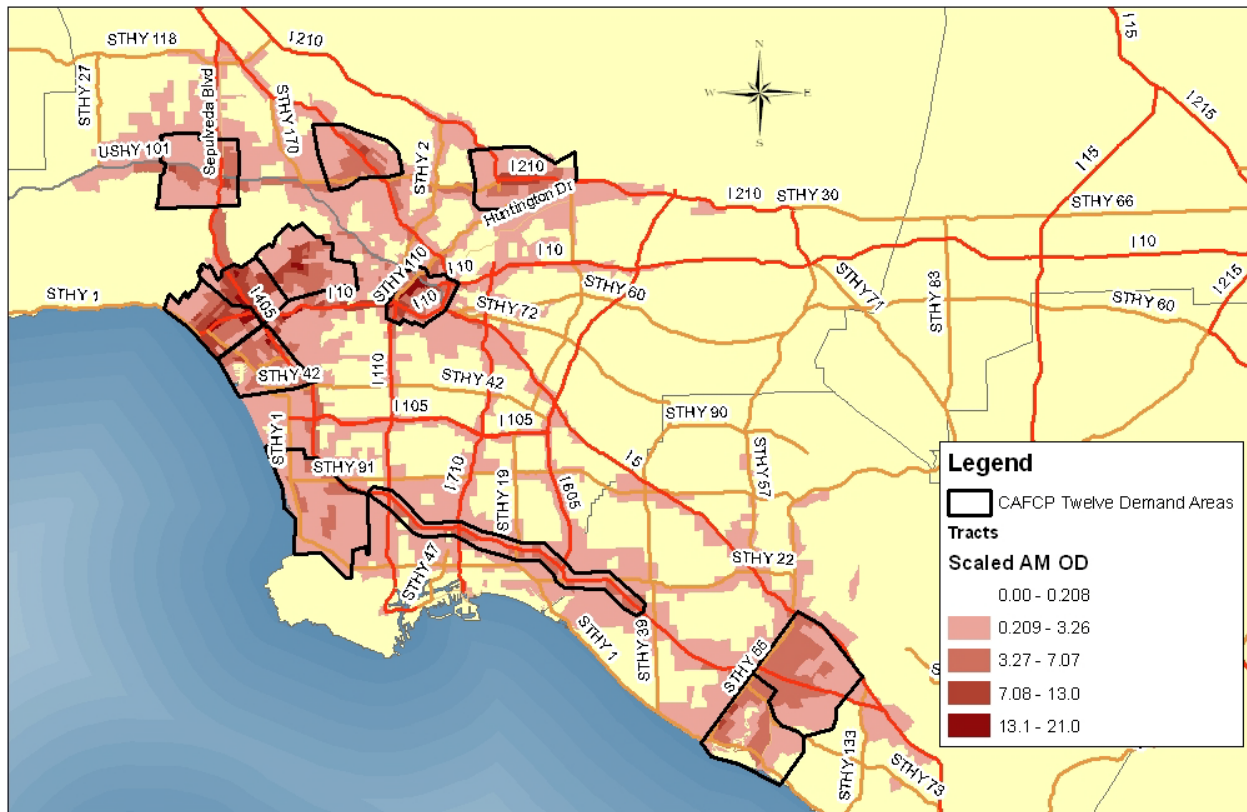 STHY 118
I 210
I 15
STHY 27
Sepulveda Blvd
STHY 170
N
W
E
S
I 215
USHY 101
STHY 2
I 210
I 15
Huntington Dr
I 210
STHY 30
STHY 66
I 10
STHY 110
I 10
I 10
STHY 1
I 405
I 10
I 10
STHY 72
STHY 60
STHY 71
STHY 83
STHY 60
I 215
I 110
STHY 42
STHY 42
STHY 1
I 105
I 105
STHY 90
STHY 57
STHY 91
I 710
STHY 19
I 605
I 5
STHY 47
STHY 22
STHY 1
STHY 39
STHY 55
STHY 133
STHY 73
Legend
CAFCP Twelve Demand Areas
Tracts
Scaled AM OD
0.00 - 0.208
0.209 - 3.26
3.27 - 7.07
7.08 - 13.0
13.1 - 21.0